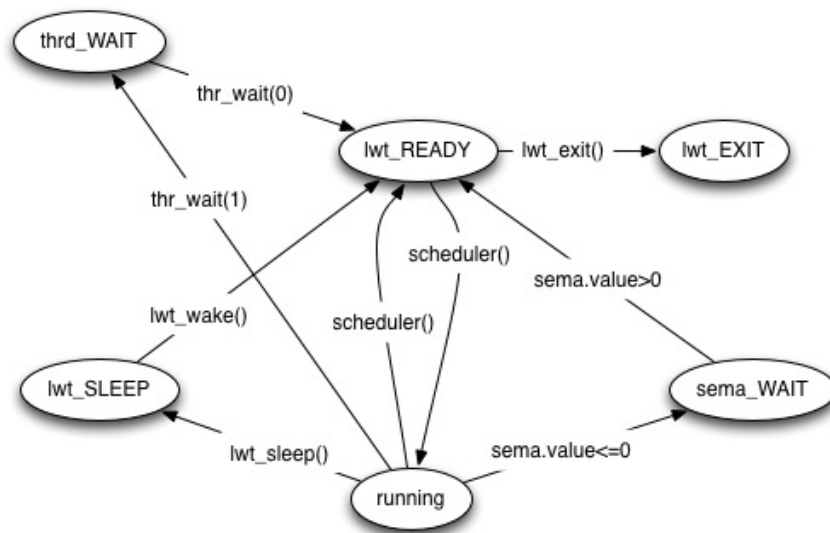 thrd_WAIT
thr_wait(0)
lwt_READY
lwt_exit()
lwt_EXIT
thr_wait(1)
scheduler()
sema.value>0
lwt_wake()
scheduler()
lwt_SLEEP
sema_WAIT
lwt_sleep()
sema.value<=0
running